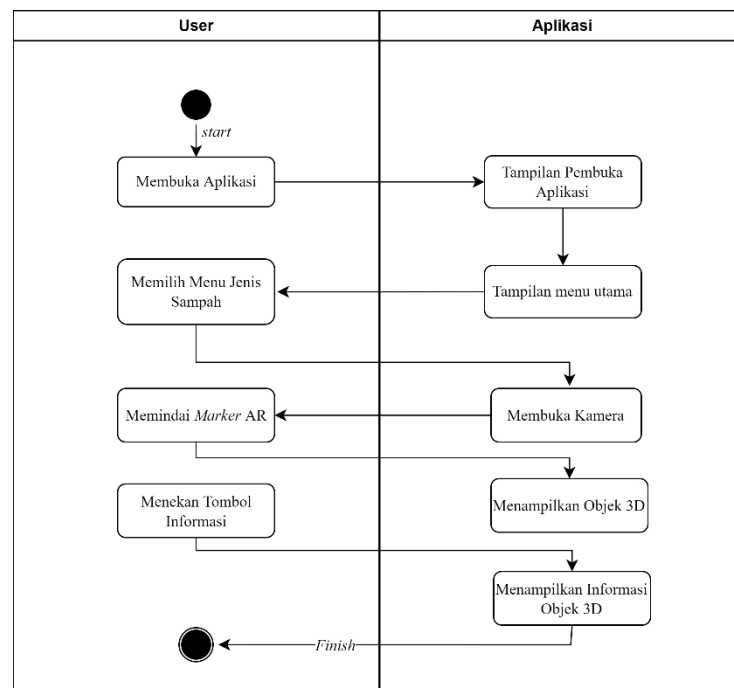 User
Aplikasi
start
Membuka Aplikasi
Tampilan Pembuka
Aplikasi
Memilih Menu Jenis
Sampah
Tampilan menu utama
Memindai Marker AR
Membuka Kamera
Menekan Tombol
Informasi
Menampilkan Objek 3D
Menampilkan Informasi
Objek 3D
Finish